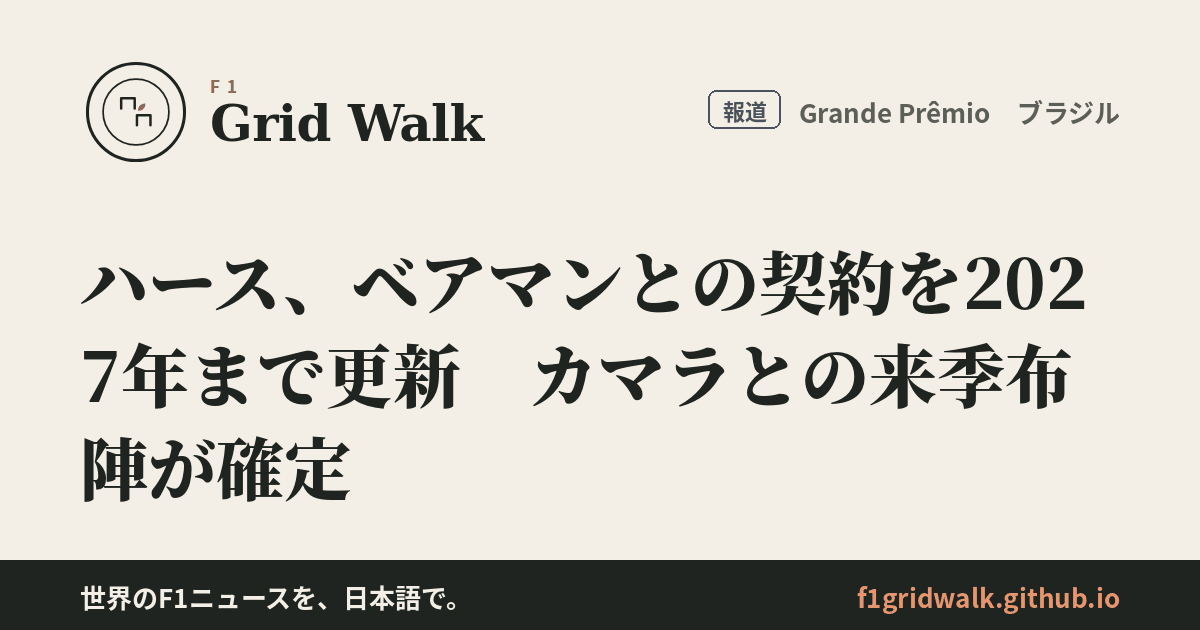 F1
Grid Walk
報道 Grande Prêmio　ブラジル
ハース、ベアマンとの契約を202
7年まで更新　カマラとの来季布
陣が確定
世界のF1ニュースを、日本語で。
f1gridwalk.github.io